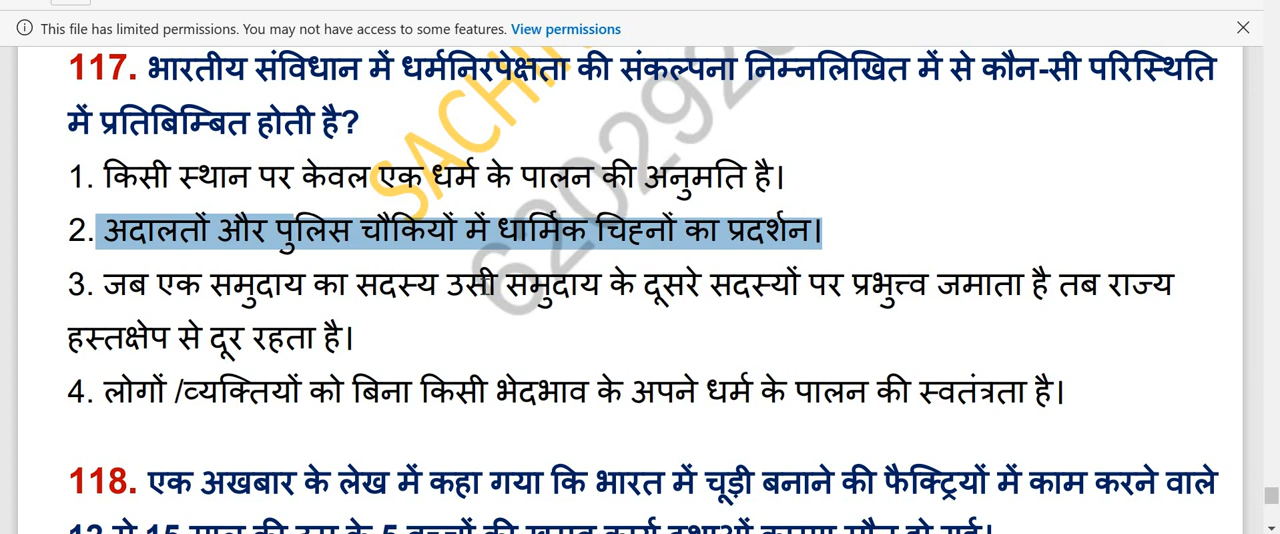 This file has limited permissions. You may not have access to some features. View permissions
117. भारतीय संविधान में धर्मनिरपेक्षता की संकल्पना निम्नलिखित में से कौन-सी परिस्थिति
में प्रतिबिम्बित होती है?
1. किसी स्थान पर केवल एक धर्म के पालन की अनुमति है।
2. अदालतों और पुलिस चौकियों में धार्मिक चिह्नों का प्रदर्शन।
3. जब एक समुदाय का सदस्य उसी समुदाय के दूसरे सदस्यों पर प्रभुत्त्व जमाता है तब राज्य
हस्तक्षेप से दूर रहता है।
4. लोगों /व्यक्तियों को बिना किसी भेदभाव के अपने धर्म के पालन की स्वतंत्रता है।
118. एक अखबार के लेख में कहा गया कि भारत में चूड़ी बनाने की फैक्ट्रियों में काम करने वाले